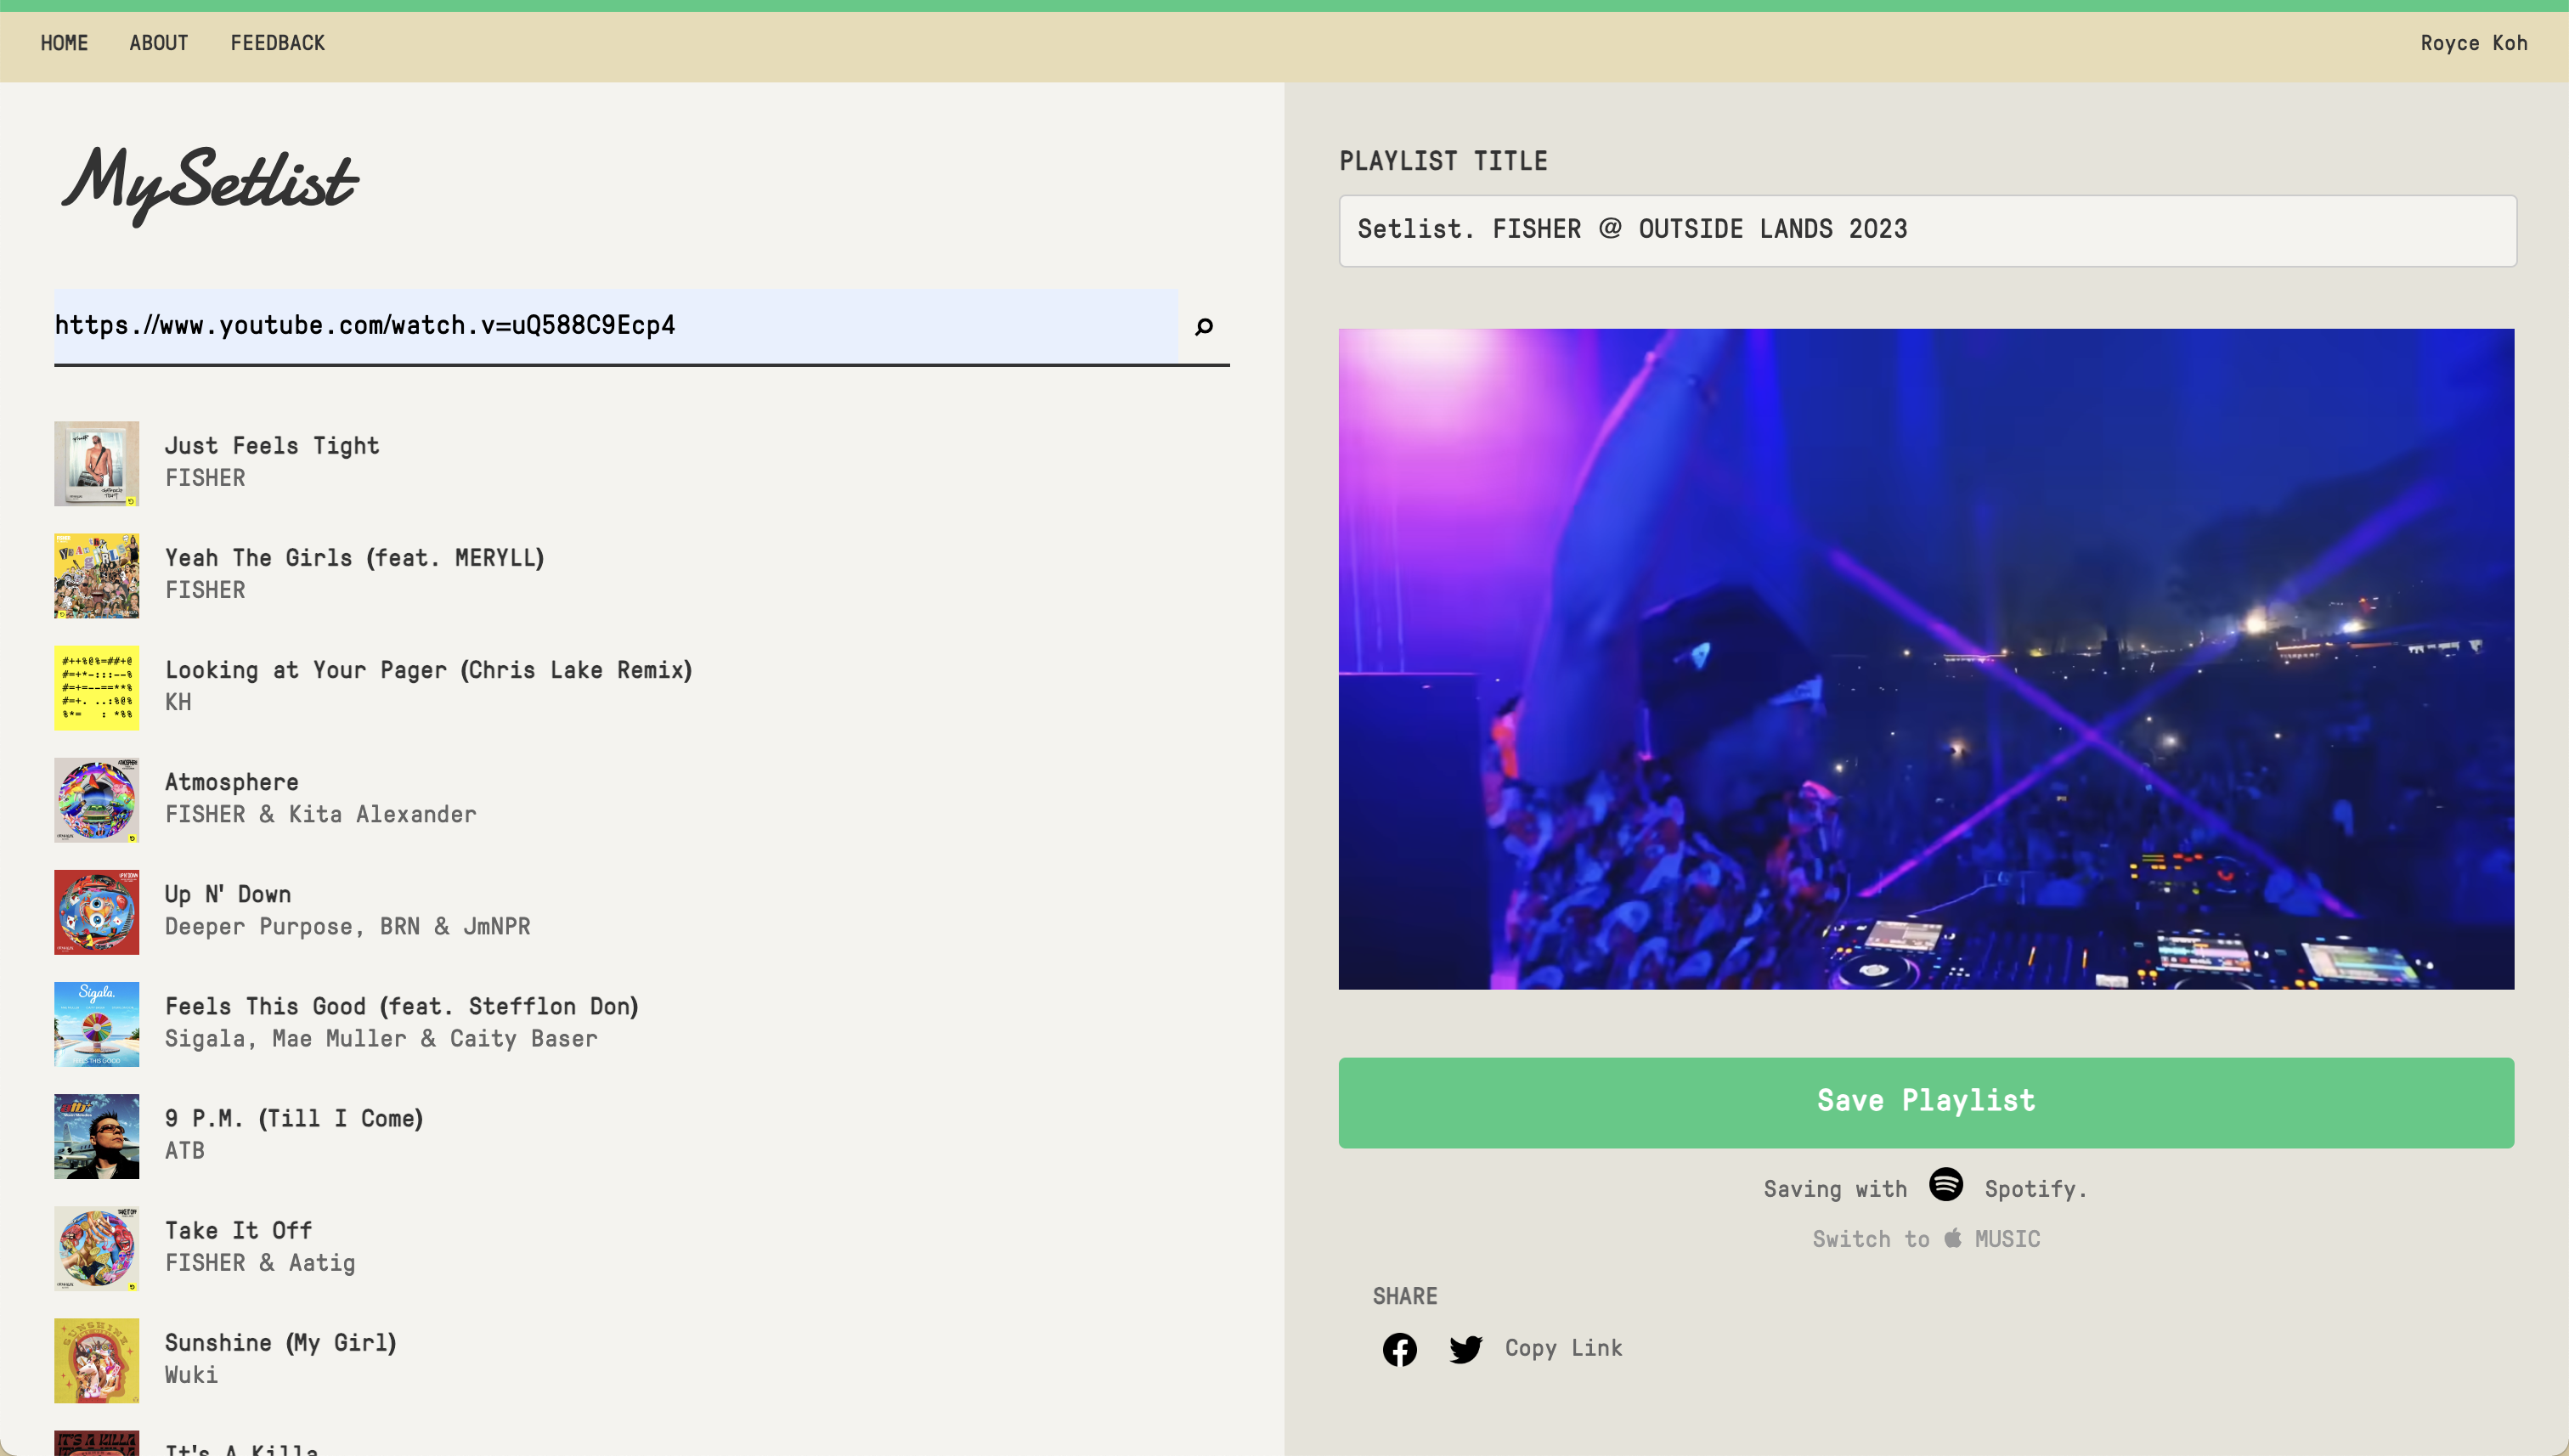 HOME ABOUT FEEDBACK Royce Koh
MySetlist
https.//www.youtube.com/watch.v=uQ588C9Ecp4
Just Feels Tight
FISHER
Yeah The Girls (feat. MERYLL)
FISHER
Looking at Your Pager (Chris Lake Remix)
KH
Atmosphere
FISHER & Kita Alexander
Up N' Down
Deeper Purpose, BRN & JmNPR
Sigala.
Feels This Good (feat. Stefflon Don)
Sigala, Mae Muller & Caity Baser
9 P.M. (Till I Come)
ATB
Take It Off
FISHER & Aatig
SUNSHINE
Sunshine (My Girl)
Wuki
IT'S A KILLA
It's A Killa
PLAYLIST TITLE
Setlist. FISHER @ OUTSIDE LANDS 2023
Save Playlist
Saving with Spotify.
Switch to MUSIC
SHARE
Copy Link